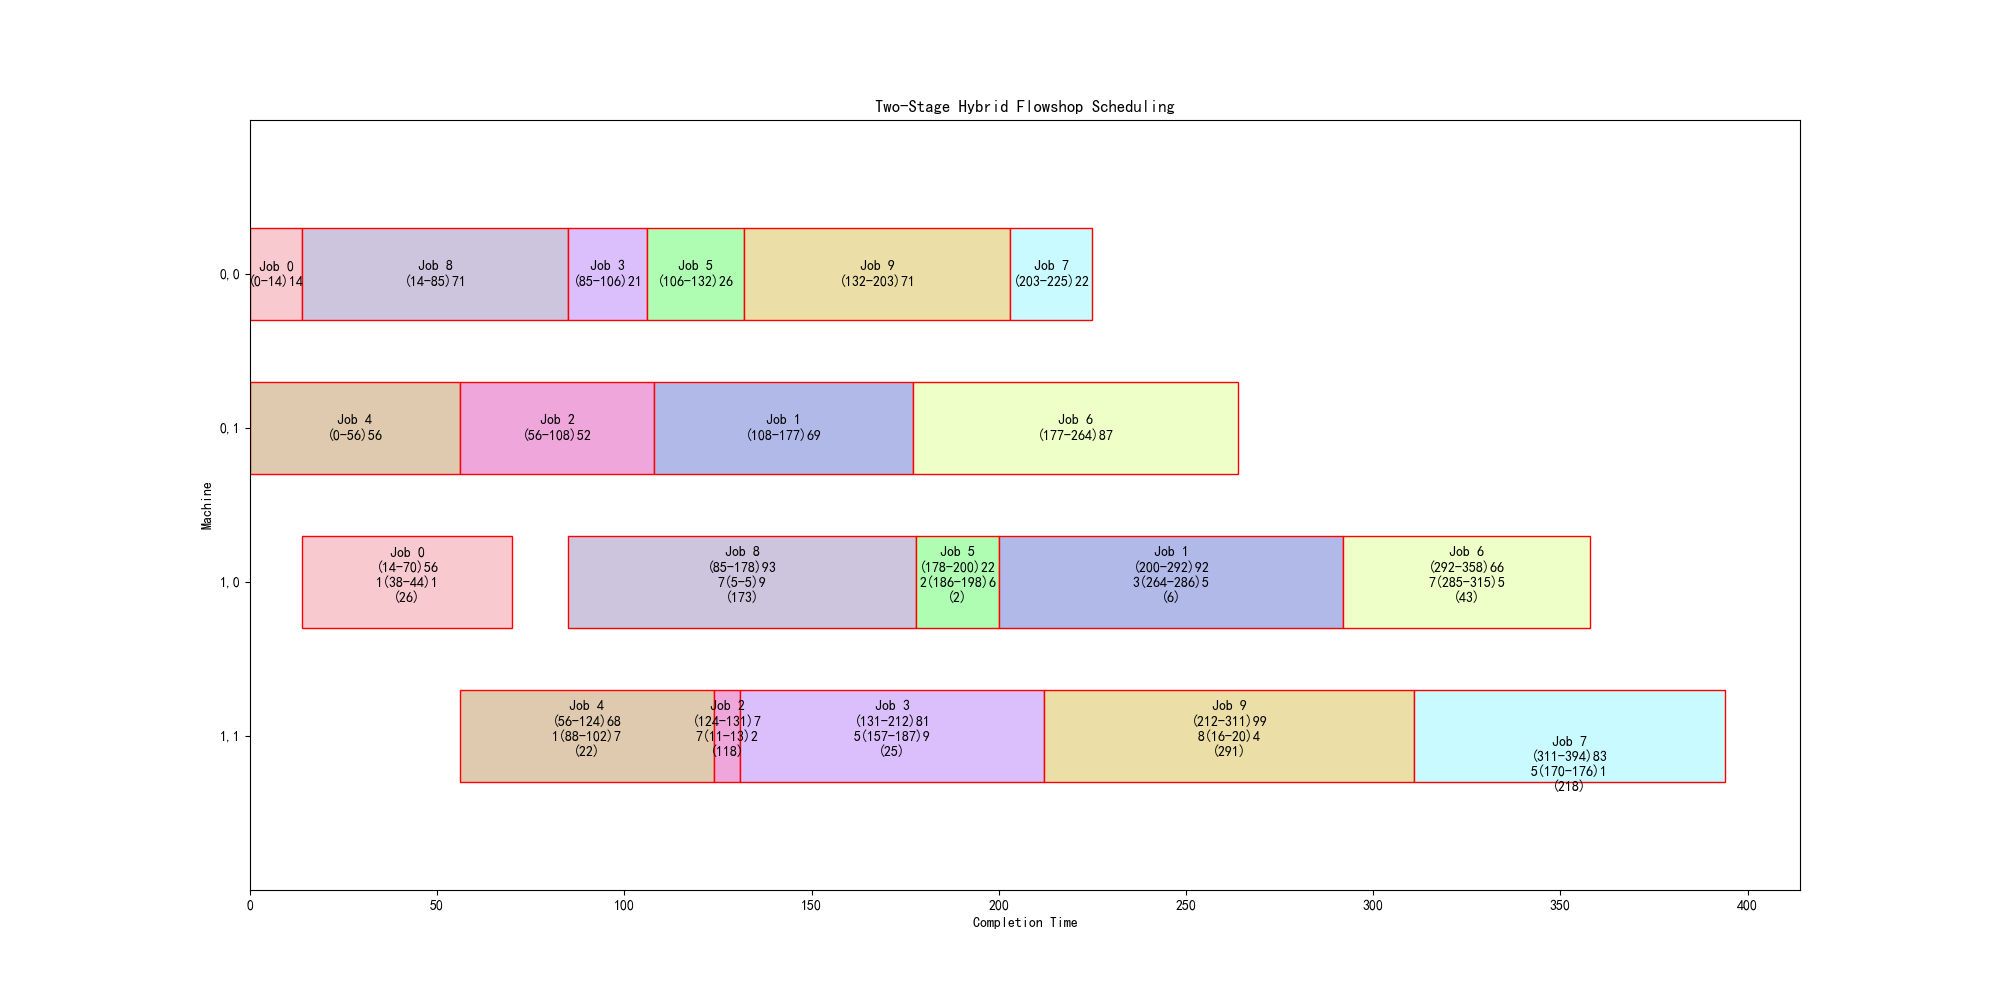 Two-Stage Hybrid Flowshop Scheduling
Machine
0,0
Job 0
(0-14)14
Job 8
(14-85)71
Job 3
(85-106)21
Job 5
(106-132)26
Job 9
(132-203)71
Job 7
(203-225)22
0,1
Job 4
(0-56)56
Job 2
(56-108)52
Job 1
(108-177)69
Job 6
(177-264)87
1,0
Job 0
(14-70)56
1(38-44)1
(26)
Job 8
(85-178)93
7(5-5)9
(173)
Job 5
(178-200)22
2(186-198)6
(2)
Job 1
(200-292)92
3(264-286)5
(6)
Job 6
(292-358)66
7(285-315)5
(43)
1,1
Job 4
(56-124)68
1(88-102)7
(22)
Job 2
(124-131)7
7(11-13)2
(118)
Job 3
(131-212)81
5(157-187)9
(25)
Job 9
(212-311)99
8(16-20)4
(291)
Job 7
(311-394)83
5(170-176)1
(218)
0
50
100
150
200
250
300
350
400
Completion Time